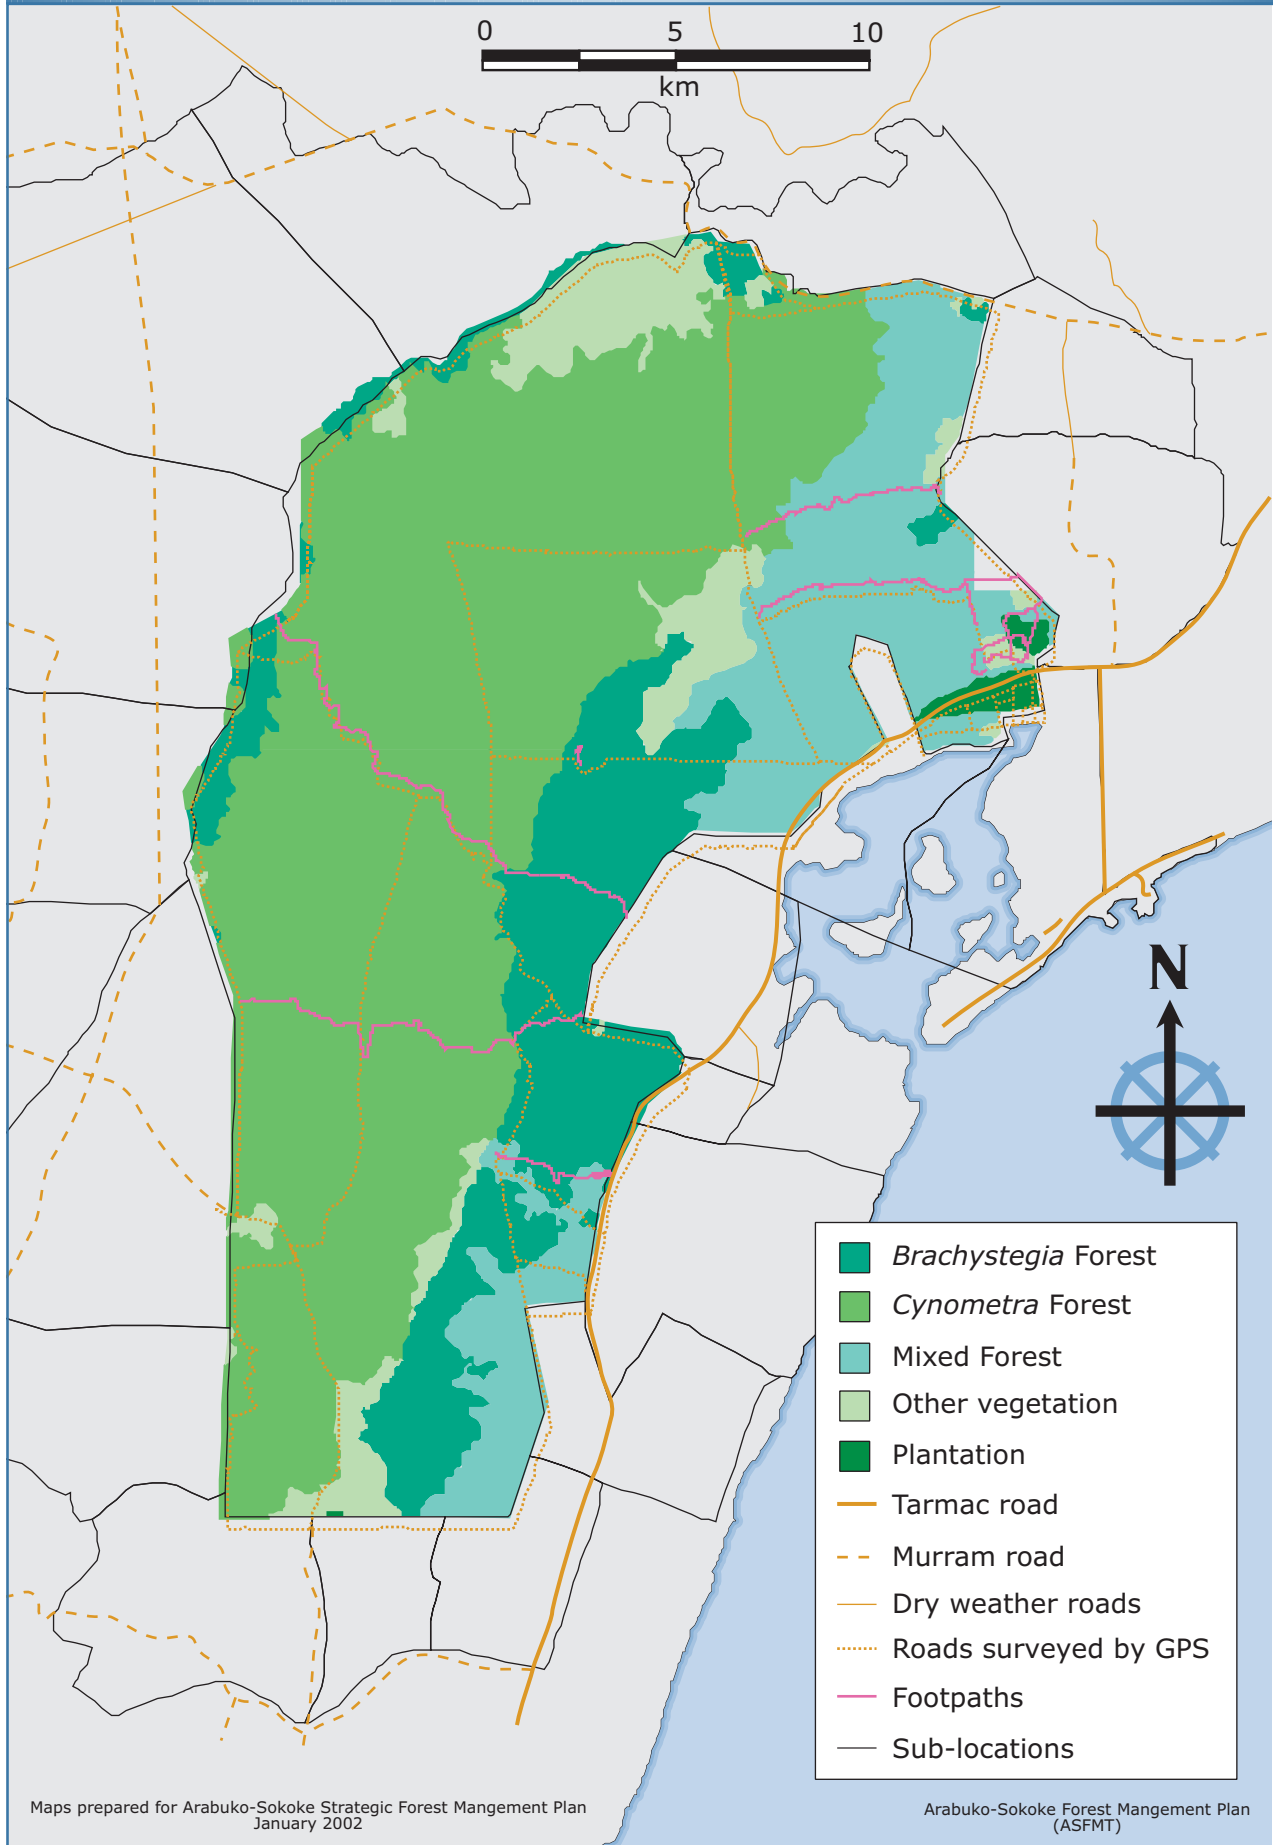 0 5 10
km
N
Brachystegia Forest
Cynometra Forest
Mixed Forest
Other vegetation
Plantation
Tarmac road
Murram road
Dry weather roads
Roads surveyed by GPS
Footpaths
Sub-locations
Maps prepared for Arabuko-Sokoke Strategic Forest Mangement Plan
January 2002
Arabuko-Sokoke Forest Mangement Plan
(ASFMT)